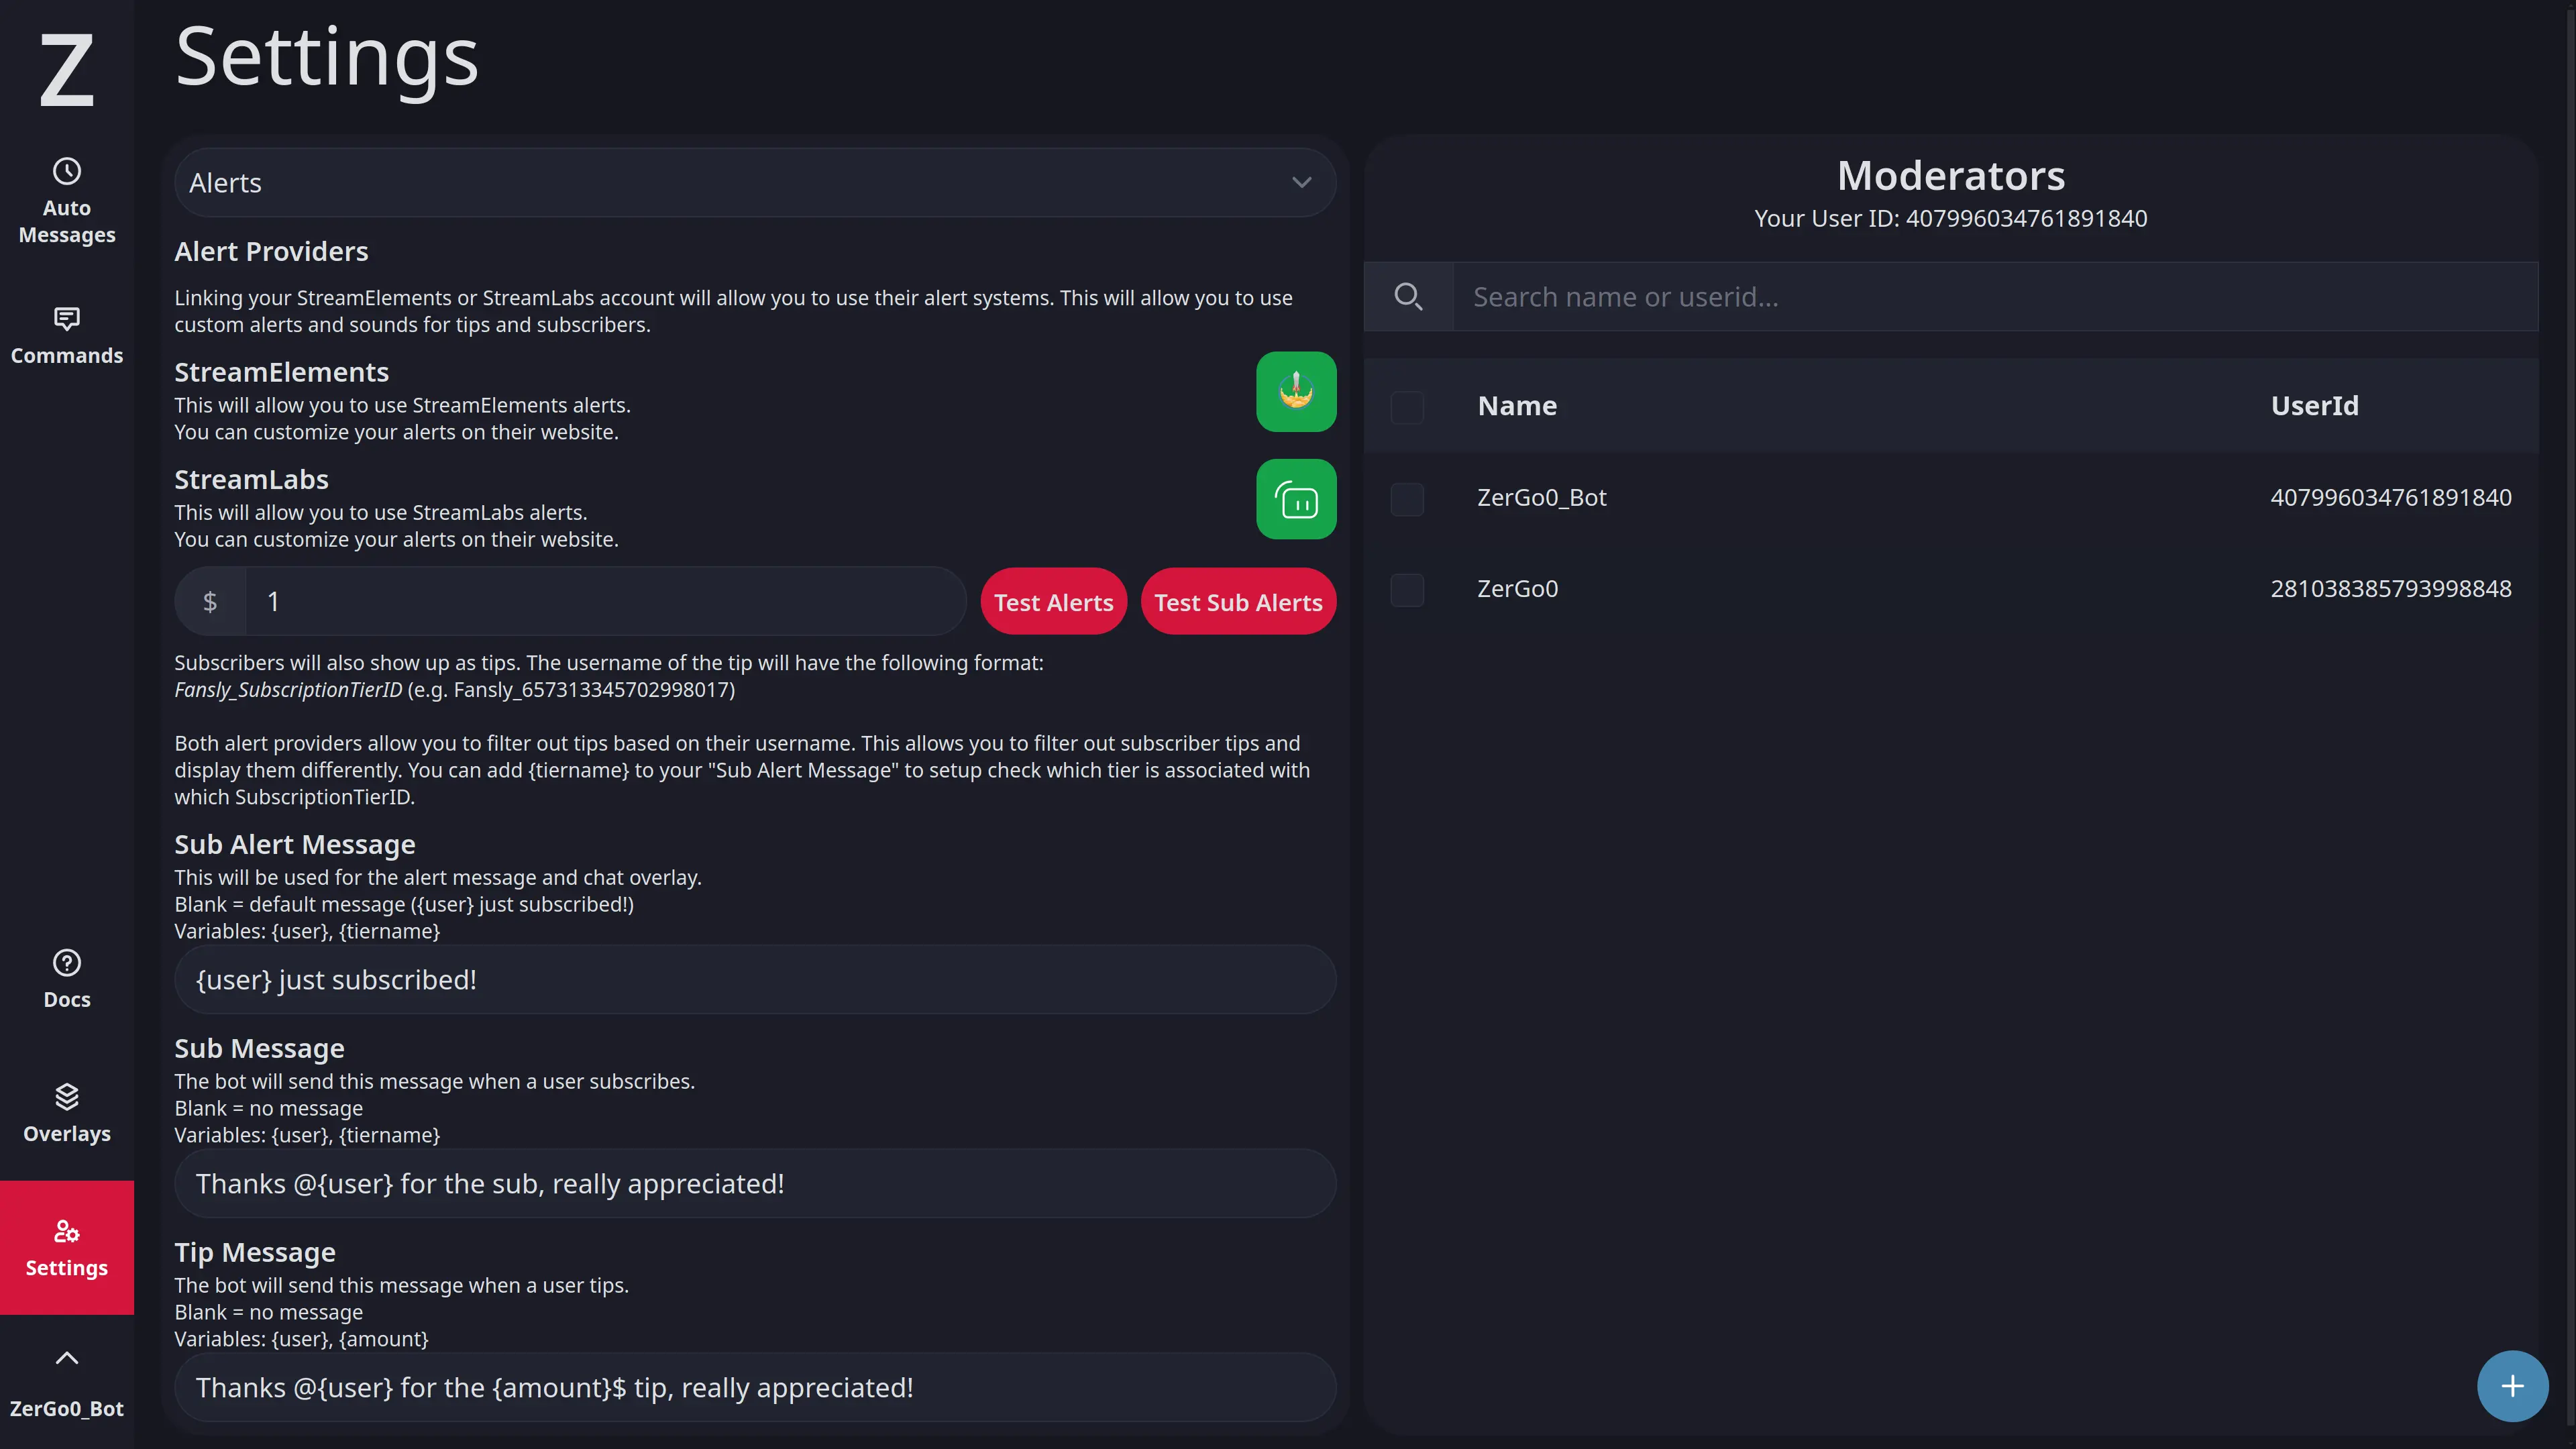 Z
Auto
Messages
Commands
Docs
Overlays
Settings
ZerGo0_Bot
Settings
Alerts
Alert Providers
Linking your StreamElements or StreamLabs account will allow you to use their alert systems. This will allow you to use
custom alerts and sounds for tips and subscribers.
StreamElements
This will allow you to use StreamElements alerts.
You can customize your alerts on their website.
StreamLabs
This will allow you to use StreamLabs alerts.
You can customize your alerts on their website.
$ 1 Test Alerts Test Sub Alerts
Subscribers will also show up as tips. The username of the tip will have the following format:
Fansly_SubscriptionTierID (e.g. Fansly_657313345702998017)
Both alert providers allow you to filter out tips based on their username. This allows you to filter out subscriber tips and
display them differently. You can add {tiername} to your "Sub Alert Message" to setup check which tier is associated with
which SubscriptionTierID.
Sub Alert Message
This will be used for the alert message and chat overlay.
Blank = default message ({user} just subscribed!)
Variables: {user}, {tiername}
{user} just subscribed!
Sub Message
The bot will send this message when a user subscribes.
Blank = no message
Variables: {user}, {tiername}
Thanks @{user} for the sub, really appreciated!
Tip Message
The bot will send this message when a user tips.
Blank = no message
Variables: {user}, {amount}
Thanks @{user} for the {amount}$ tip, really appreciated!
Moderators
Your User ID: 407996034761891840
Search name or userid...
Name UserId
ZerGo0_Bot 407996034761891840
ZerGo0 281038385793998848